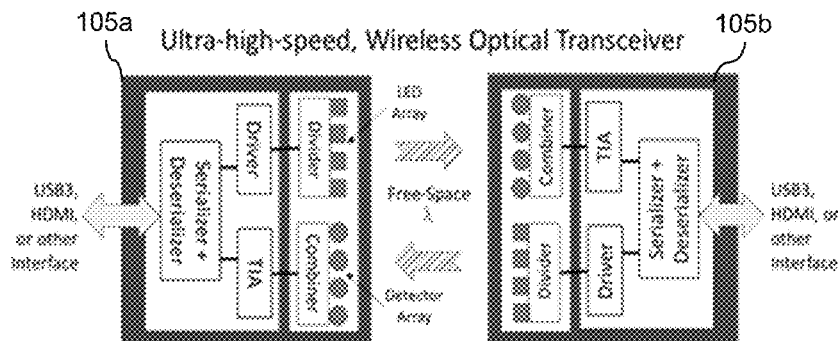 105a
105b
Ultra-high-speed, Wireless Optical Transceiver
LED
Array
Driver
Divider
Serializer +
Deserializer
TIA
Combiner
USB3,
HDMI,
or other
Interface
Free-Space
λ
Detector
Array
Combiner
TIA
Serializer +
Deserializer
Divider
Driver
USB3,
HDMI, or
other
Interface